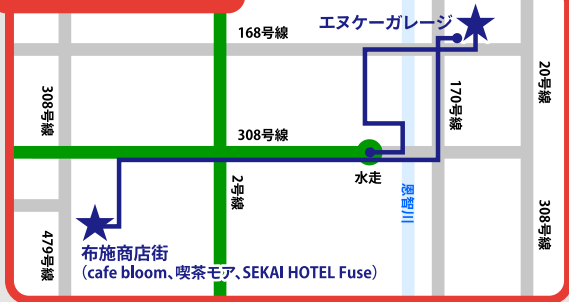 168号線
エヌケーガレージ
308号線
170号線
20号線
308号線
水走
2号線
恩智川
308号線
479号線
布施商店街
(cafe bloom、喫茶モア、SEKAI HOTEL Fuse)